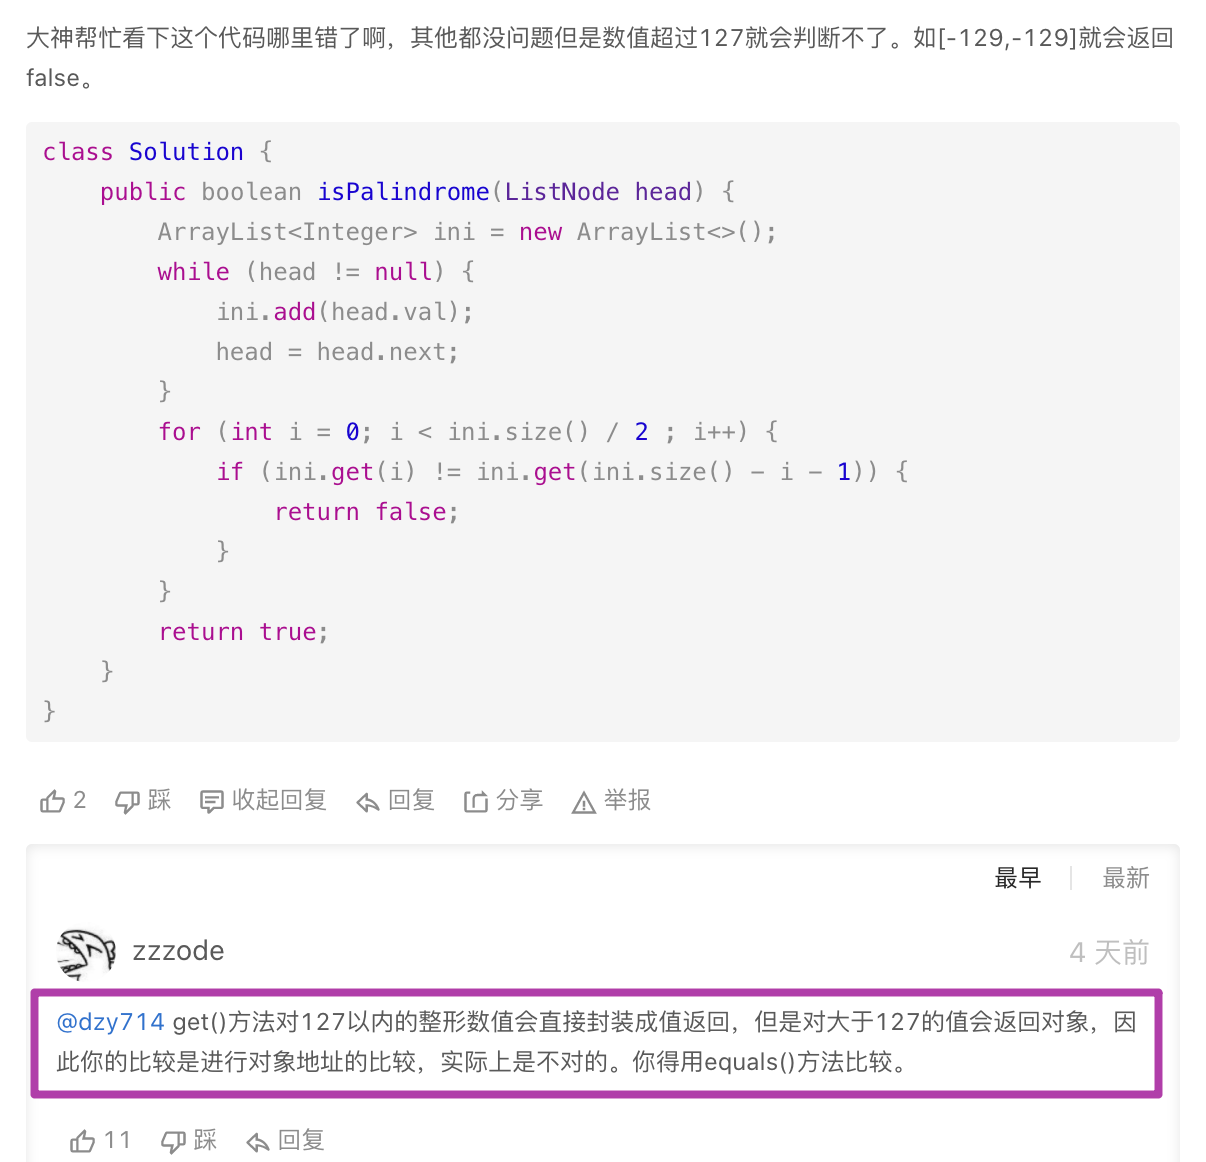 大神帮忙看下这个代码哪里错了啊，其他都没问题但是数值超过127就会判断不了。如[-129,-129]就会返回
false。
class Solution {
    public boolean isPalindrome(ListNode head) {
        ArrayList<Integer> ini = new ArrayList<>();
        while (head != null) {
            ini.add(head.val);
            head = head.next;
        }
        for (int i = 0; i < ini.size() / 2 ; i++) {
            if (ini.get(i) != ini.get(ini.size() - i - 1)) {
                return false;
            }
        }
        return true;
    }
}
2 踩 收起回复 回复 分享 举报
最早 最新
zzzode 4 天前
@dzy714 get()方法对127以内的整形数值会直接封装成值返回，但是对大于127的值会返回对象，因
此你的比较是进行对象地址的比较，实际上是不对的。你得用equals()方法比较。
11 踩 回复